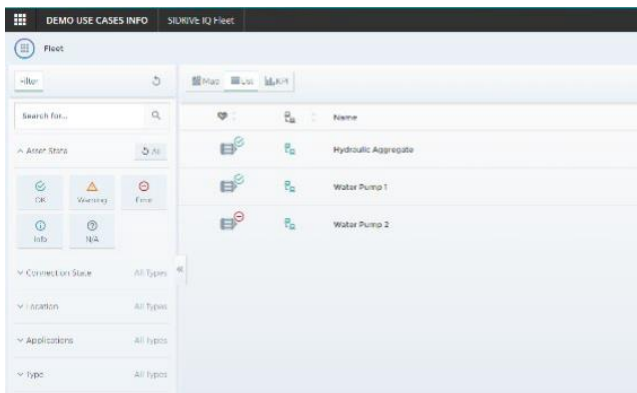 DEMO USE CASES INFO SIDRIVE IQ Fleet
Fleet
Filter Map List KPI
Search for...
Name
Asset State All
Hydraulic Aggregate
OK Warning Error
Water Pump 1
Info N/A
Water Pump 2
Connection State All Types
Location All Types
Applications All Types
Type All Types